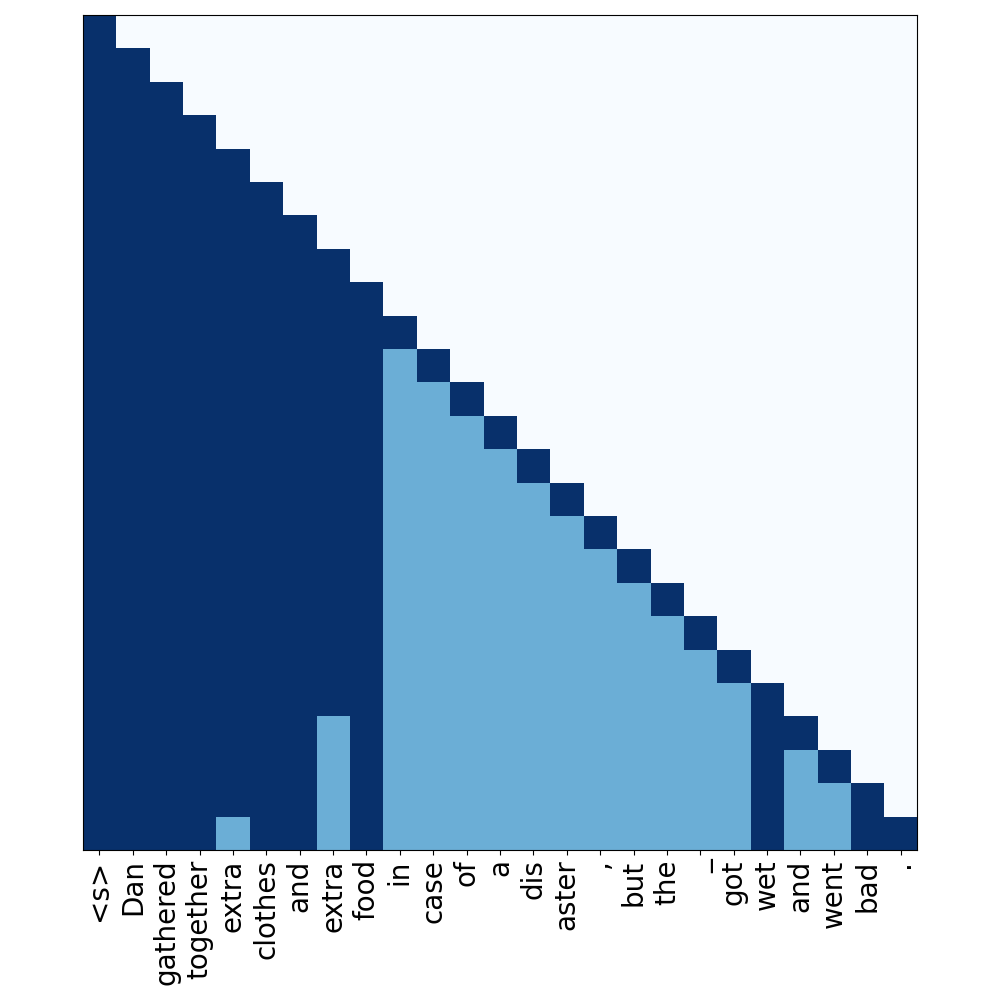 <s> Dan gathered together extra clothes and extra food in case of a dis aster , but the _ got wet and went bad .